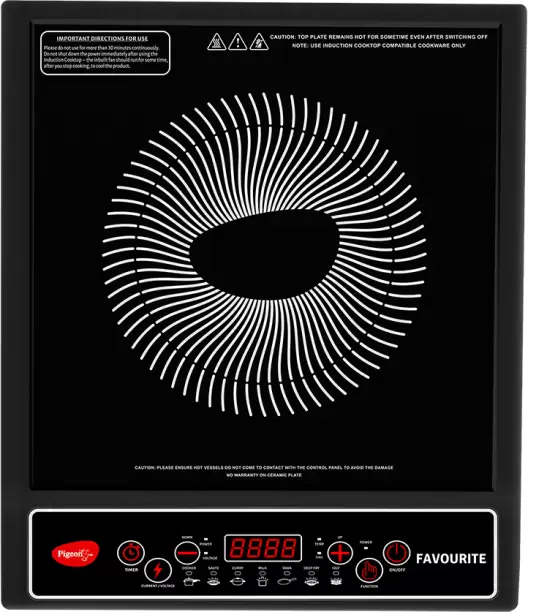 IMPORTANT DIRECTIONS FOR USE
Please do not use for more than 30 minutes continuously.
Do not shut down the power immediately after using the
Induction Cooktop – the inbuilt fan should run for some time,
after you stop cooking, to cool the product.
CAUTION: TOP PLATE REMAINS HOT FOR SOMETIME EVEN AFTER SWITCHING OFF
NOTE: USE INDUCTION COOKTOP COMPATIBLE COOKWARE ONLY
CAUTION: PLEASE ENSURE HOT VESSELS DO NOT COME TO CONTACT WITH THE CONTROL PANEL TO AVOID THE DAMAGE
NO WARRANTY ON CERAMIC PLATE
Pigeon
TIMER
CURRENT / VOLTAGE
DOWN
POWER
VOLTAGE
8888
TEMP
TIME
UP
POWER
FUNCTION
ON/OFF
FAVOURITE
COOKER
SAUTE
CURRY
MILK
DOSA
DEEP FRY
IDLY